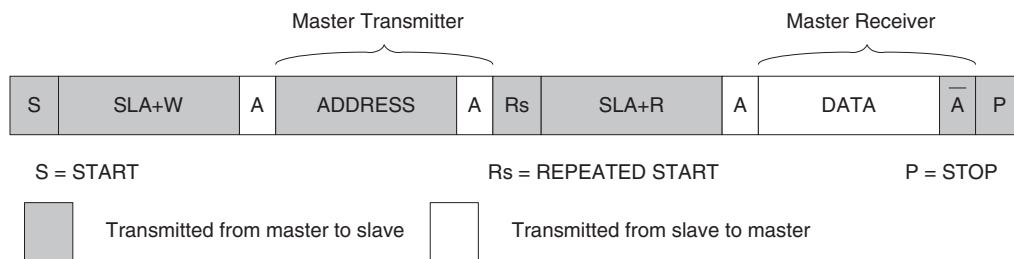 Master Transmitter Master Receiver
S SLA+W A ADDRESS A Rs SLA+R A DATA A̅ P
S = START Rs = REPEATED START P = STOP
Transmitted from master to slave Transmitted from slave to master